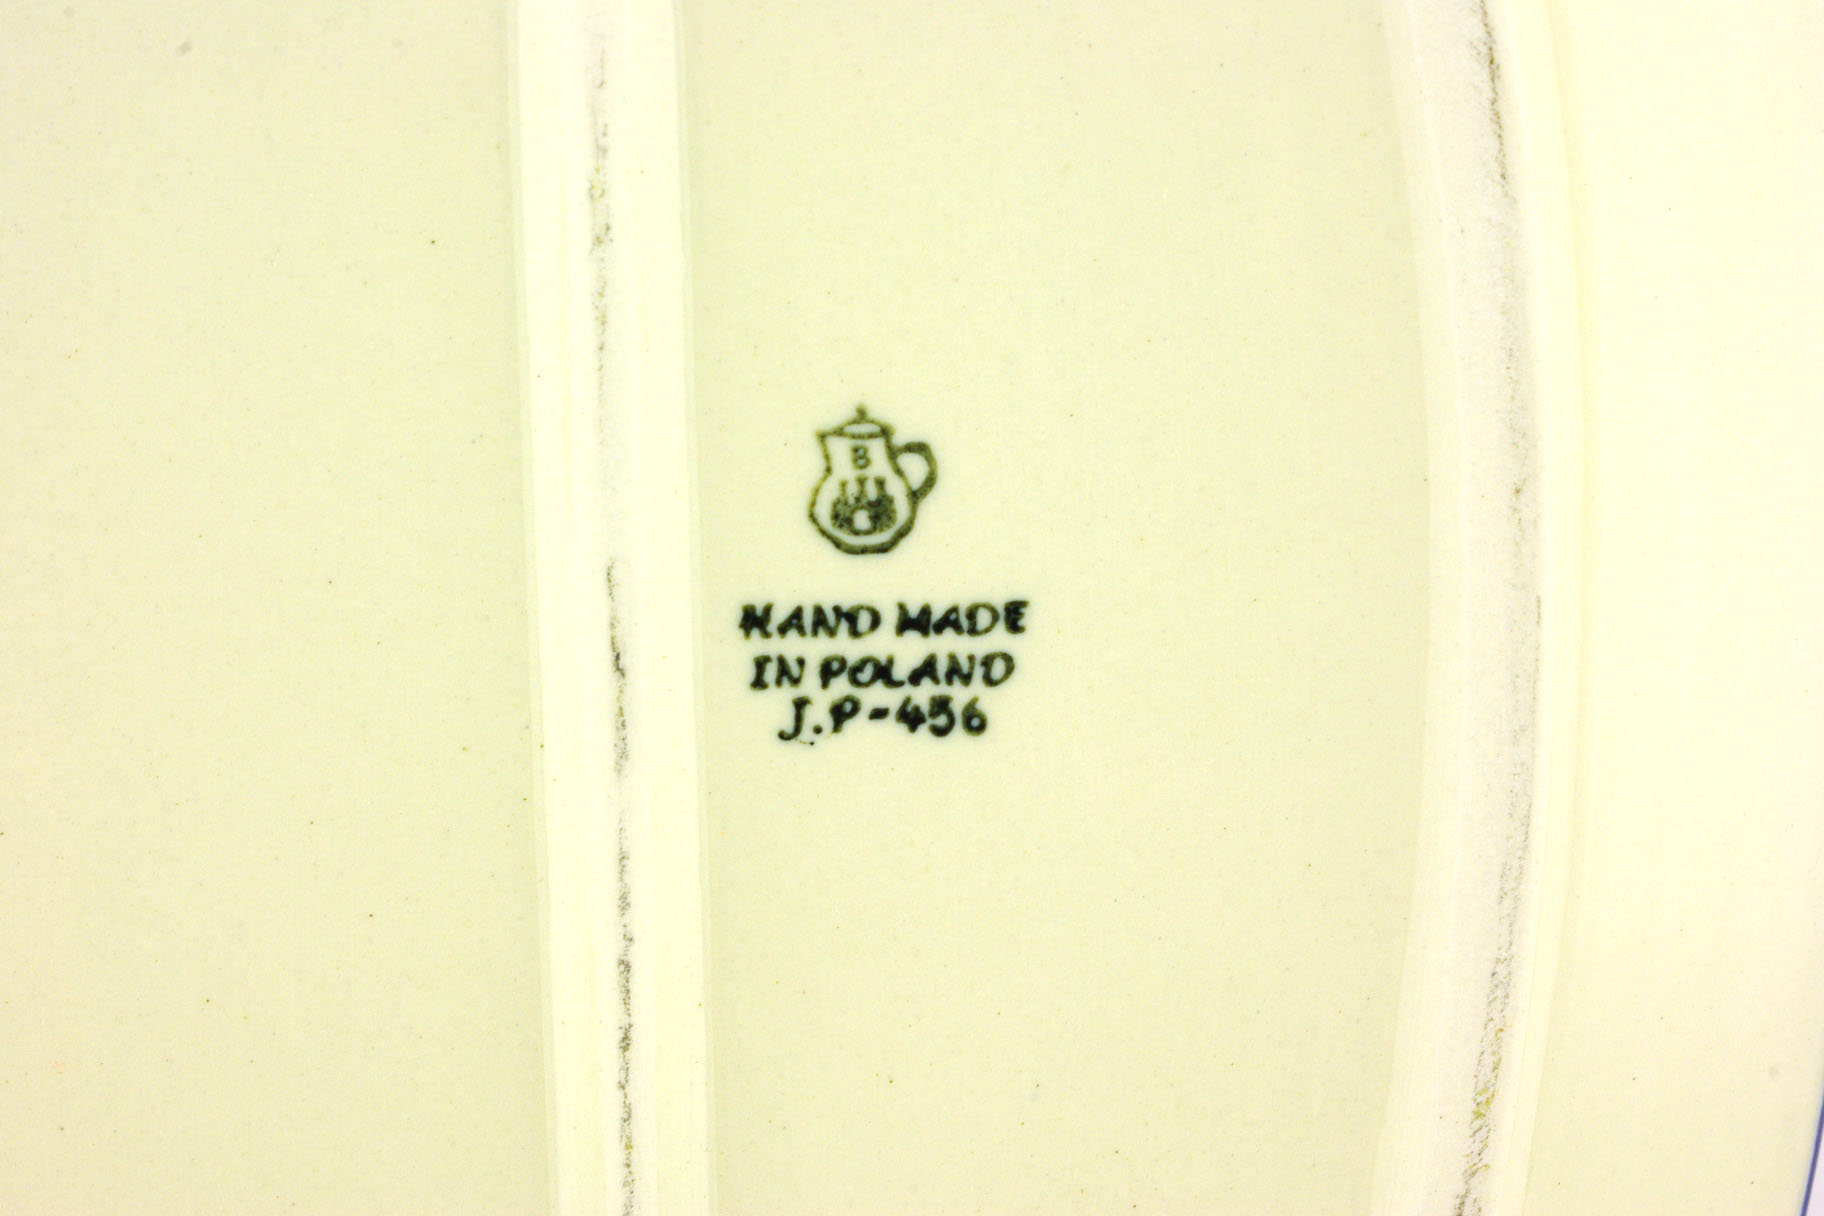 B
HAND MADE
IN POLAND
J.P-456